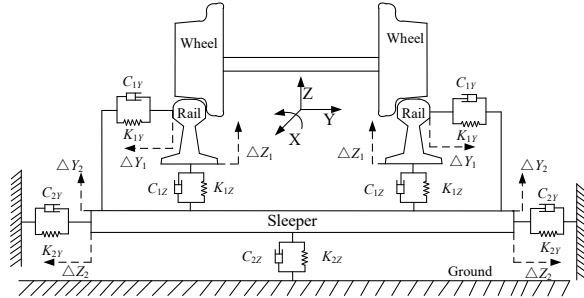 Wheel
Wheel
C1Y
Z
C1Y
Rail
Y
Rail
K1Y
X
K1Y
△Y1
△Z1
△Z1
△Y1
△Y2
△Y2
C2Y
C1Z
K1Z
C1Z
K1Z
C2Y
Sleeper
K2Y
C2Z
K2Z
K2Y
△Z2
Ground
△Z2